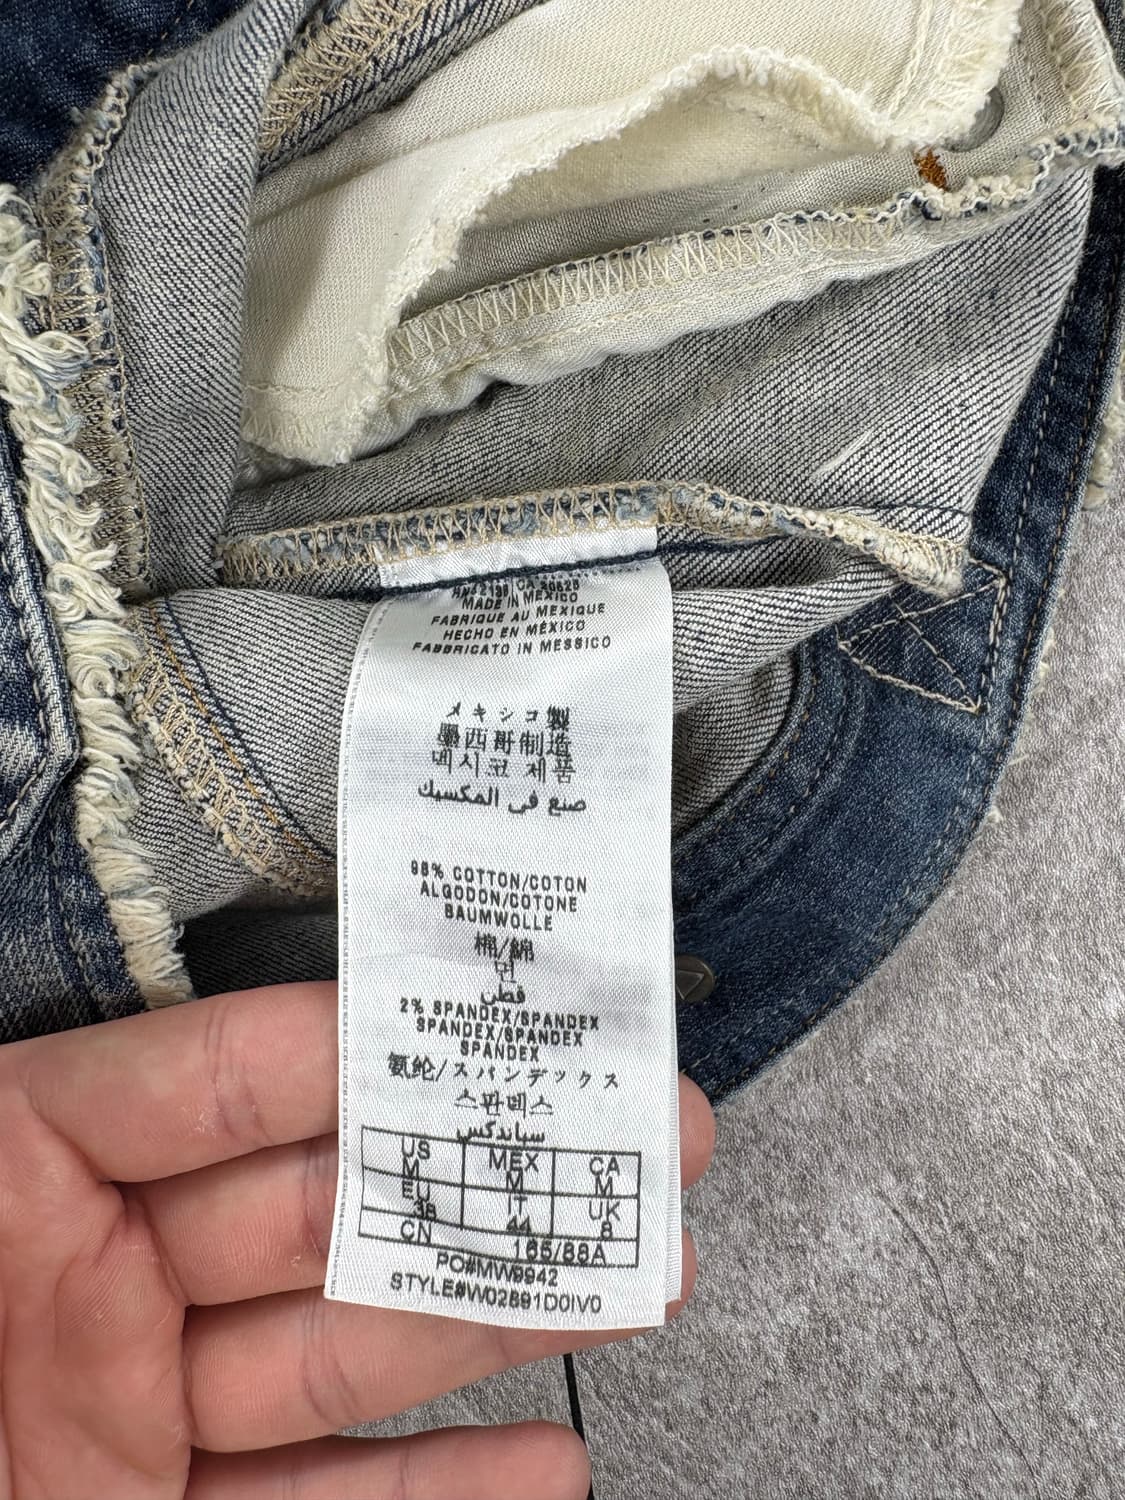 MADE IN MEXICO
FABRIQUE AU MEXIQUE
HECHO EN MÉXICO
FABBRICATO IN MESSICO
メキシコ製
墨西哥制造
메시코 제품
صنع في المكسيك
98% COTTON/COTON
ALGODON/COTONE
BAUMWOLLE
棉/綿
면
قطن
2% SPANDEX/SPANDEX
SPANDEX/SPANDEX
SPANDEX
氨纶/スパンデックス
스판덱스
سباندكس
US MEX CA
M M M
EU IT UK
38 44 8
CN 165/88A
PO#MW9942
STYLE#W02691D0IV0